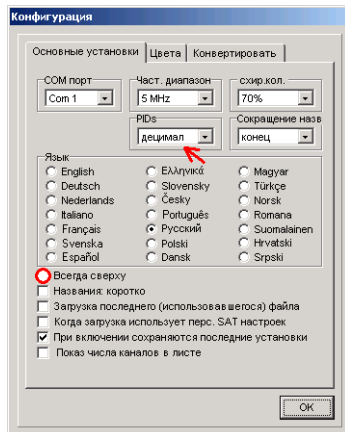 Конфигурация
Основные установки Цвета Конвертировать
COM порт Част. диапазон схир.кол.
Com 1 5 MHz 70%
PIDs Сокращение назв
децимал конец
Язык
English Ελληνικά Magyar
Deutsch Slovensky Türkçe
Nederlands Česky Norsk
Italiano Português Romana
Français Русский Suomalainen
Svenska Polski Hrvatski
Español Dansk Srpski
Всегда сверху
Названия: коротко
Загрузка последнего (использовавшегося) файла
Когда загрузка использует перс. SAT настроек
При включении сохраняются последние установки
Показ числа каналов в листе
OK